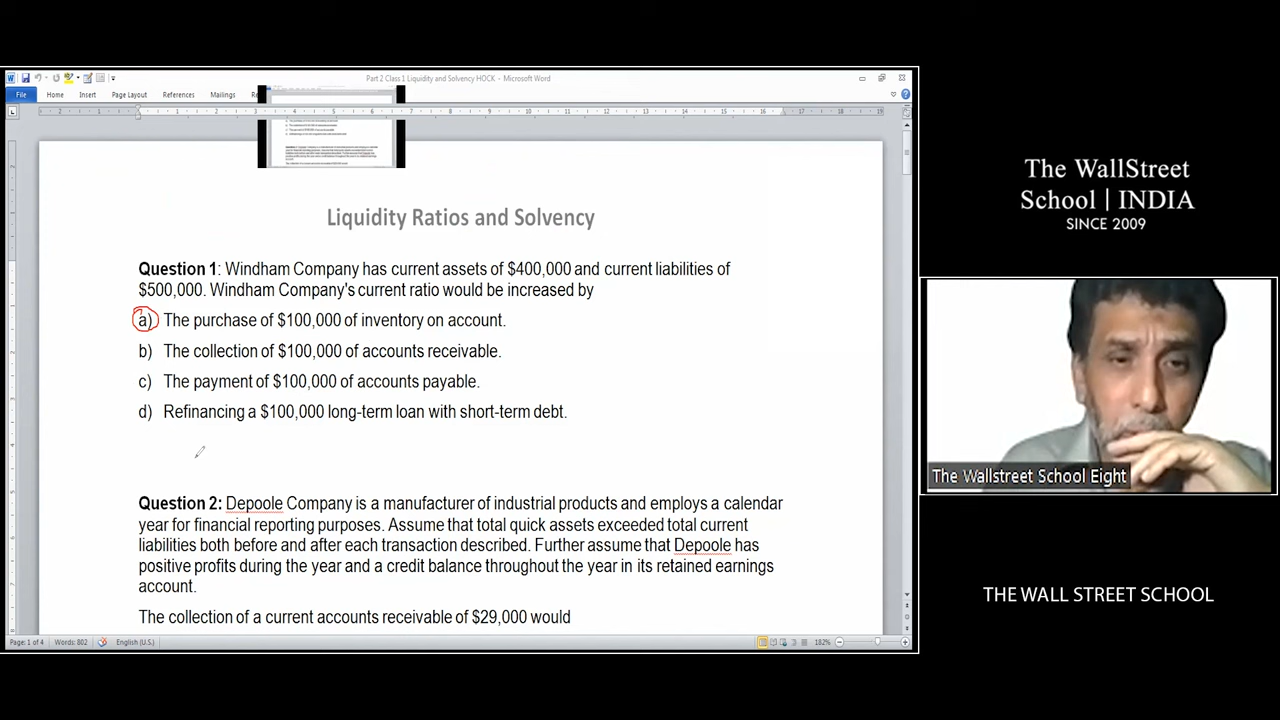 Part 2 Class 1 Liquidity and Solvency HOCK - Microsoft Word
File Home Insert Page Layout References Mailings
Liquidity Ratios and Solvency
Question 1: Windham Company has current assets of $400,000 and current liabilities of
$500,000. Windham Company's current ratio would be increased by
a) The purchase of $100,000 of inventory on account.
b) The collection of $100,000 of accounts receivable.
c) The payment of $100,000 of accounts payable.
d) Refinancing a $100,000 long-term loan with short-term debt.
Question 2: Depoole Company is a manufacturer of industrial products and employs a calendar
year for financial reporting purposes. Assume that total quick assets exceeded total current
liabilities both before and after each transaction described. Further assume that Depoole has
positive profits during the year and a credit balance throughout the year in its retained earnings
account.
The collection of a current accounts receivable of $29,000 would
Page: 1 of 4 Words: 802 English (U.S.) 182%
The WallStreet
School | INDIA
SINCE 2009
The Wallstreet School Eight
THE WALL STREET SCHOOL